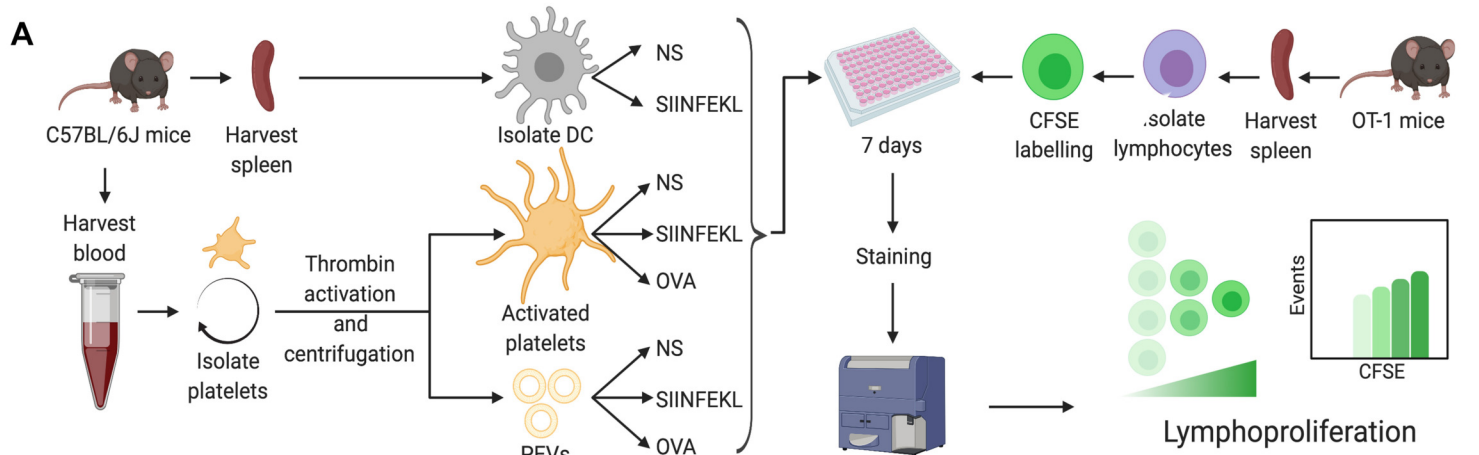 A
C57BL/6J mice
Harvest
spleen
Isolate DC
NS
SIINFEKL
Harvest
blood
Isolate
platelets
Thrombin
activation
and
centrifugation
Activated
platelets
NS
SIINFEKL
OVA
PEVs
NS
SIINFEKL
OVA
7 days
Staining
CFSE
labelling
.solate
lymphocytes
Harvest
spleen
OT-1 mice
Events
CFSE
Lymphoproliferation